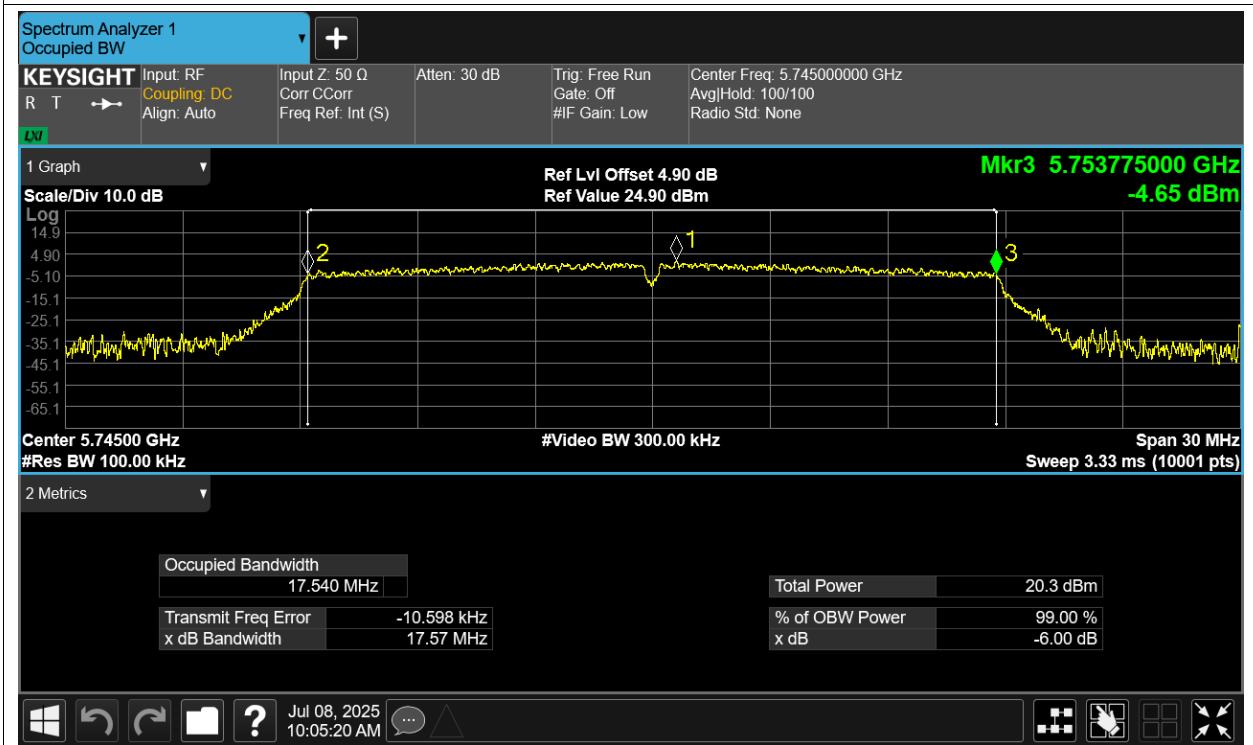 Spectrum Analyzer 1
Occupied BW
KEYSIGHT
R T
LXI
Input: RF
Coupling: DC
Align: Auto
Input Z: 50 Ω
Corr CCorr
Freq Ref: Int (S)
Atten: 30 dB
Trig: Free Run
Gate: Off
#IF Gain: Low
Center Freq: 5.745000000 GHz
Avg|Hold: 100/100
Radio Std: None
1 Graph
Scale/Div 10.0 dB
Ref Lvl Offset 4.90 dB
Ref Value 24.90 dBm
Mkr3 5.753775000 GHz
-4.65 dBm
Log
14.9
4.90
-5.10
-15.1
-25.1
-35.1
-45.1
-55.1
-65.1
2
1
3
Center 5.74500 GHz
#Res BW 100.00 kHz
#Video BW 300.00 kHz
Span 30 MHz
Sweep 3.33 ms (10001 pts)
2 Metrics
Occupied Bandwidth
17.540 MHz
Transmit Freq Error -10.598 kHz
x dB Bandwidth 17.57 MHz
Total Power 20.3 dBm
% of OBW Power 99.00 %
x dB -6.00 dB
?
Jul 08, 2025
10:05:20 AM